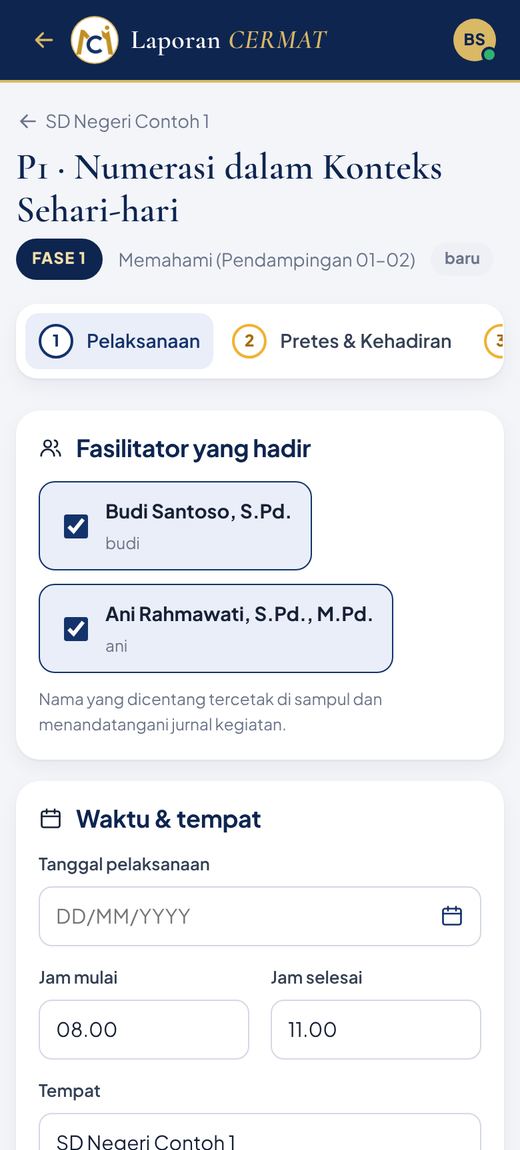 Laporan CERMAT
BS
← SD Negeri Contoh 1
P1 · Numerasi dalam Konteks
Sehari-hari
FASE 1 Memahami (Pendampingan 01–02) baru
1 Pelaksanaan 2 Pretes & Kehadiran 3
Fasilitator yang hadir
Budi Santoso, S.Pd.
budi
Ani Rahmawati, S.Pd., M.Pd.
ani
Nama yang dicentang tercetak di sampul dan
menandatangani jurnal kegiatan.
Waktu & tempat
Tanggal pelaksanaan
DD/MM/YYYY
Jam mulai Jam selesai
08.00 11.00
Tempat
SD Negeri Contoh 1